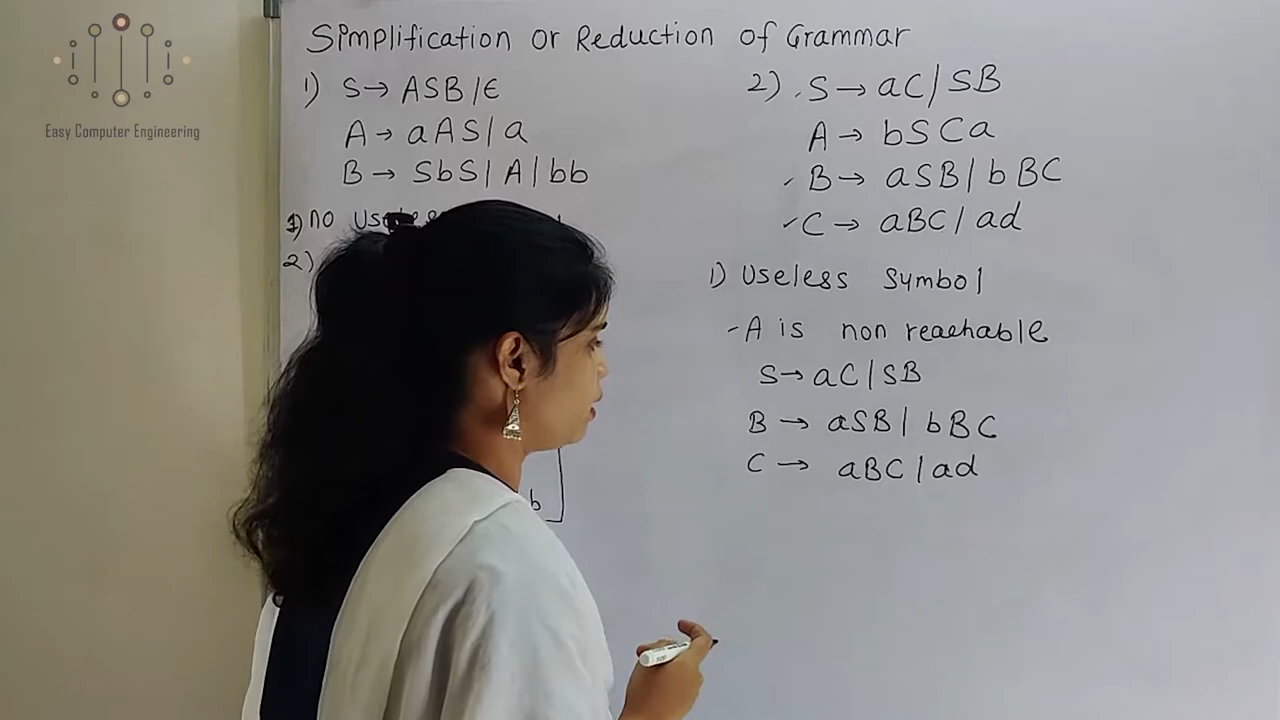 Easy Computer Engineering
Simplification or Reduction of Grammar
1) S → ASB | ϵ
A → aAS | a
B → SbS | A | bb
1) no
2)
b
2) S → aC | SB
A → bSCa
B → aSB | bBC
C → aBC | ad
1) Useless Symbol
- A is non reachable
S → aC | SB
B → aSB | bBC
C → aBC | ad